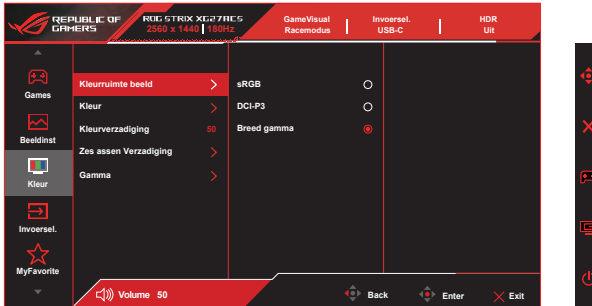 REPUBLIC OF
GAMERS
ROG STRIX XG27ACS
2560 x 1440 180Hz
GameVisual
Racemodus
Invoersel.
USB-C
HDR
Uit
Games
Beeldinst
Kleur
Invoersel.
MyFavorite
Kleurruimte beeld
Kleur
Kleurverzadiging 50
Zes assen Verzadiging
Gamma
sRGB
DCI-P3
Breed gamma
Volume 50
Back
Enter
Exit